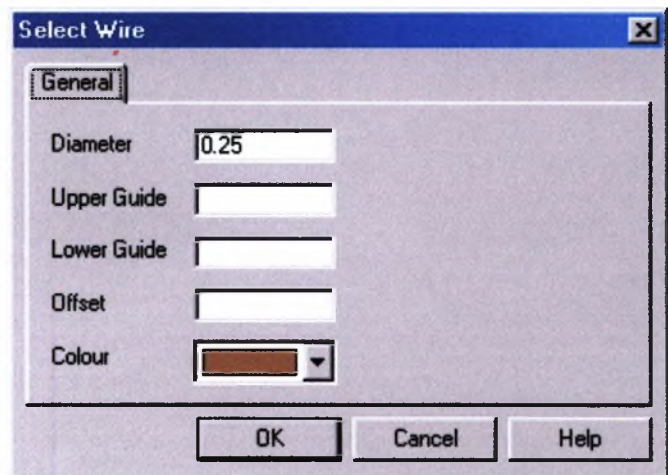 Select Wire
General
Diameter 0.25
Upper Guide
Lower Guide
Offset
Colour
OK Cancel Help